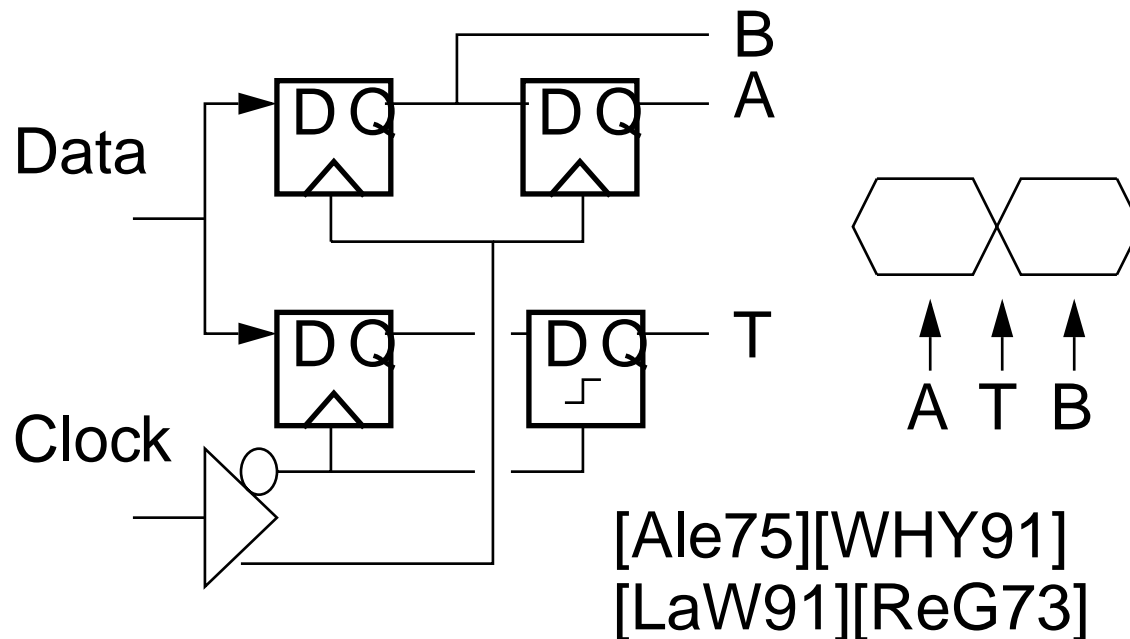 B
D Q
D Q
A
Data
D Q
D Q
T
Clock
A T B
[Ale75][WHY91]
[LaW91][ReG73]